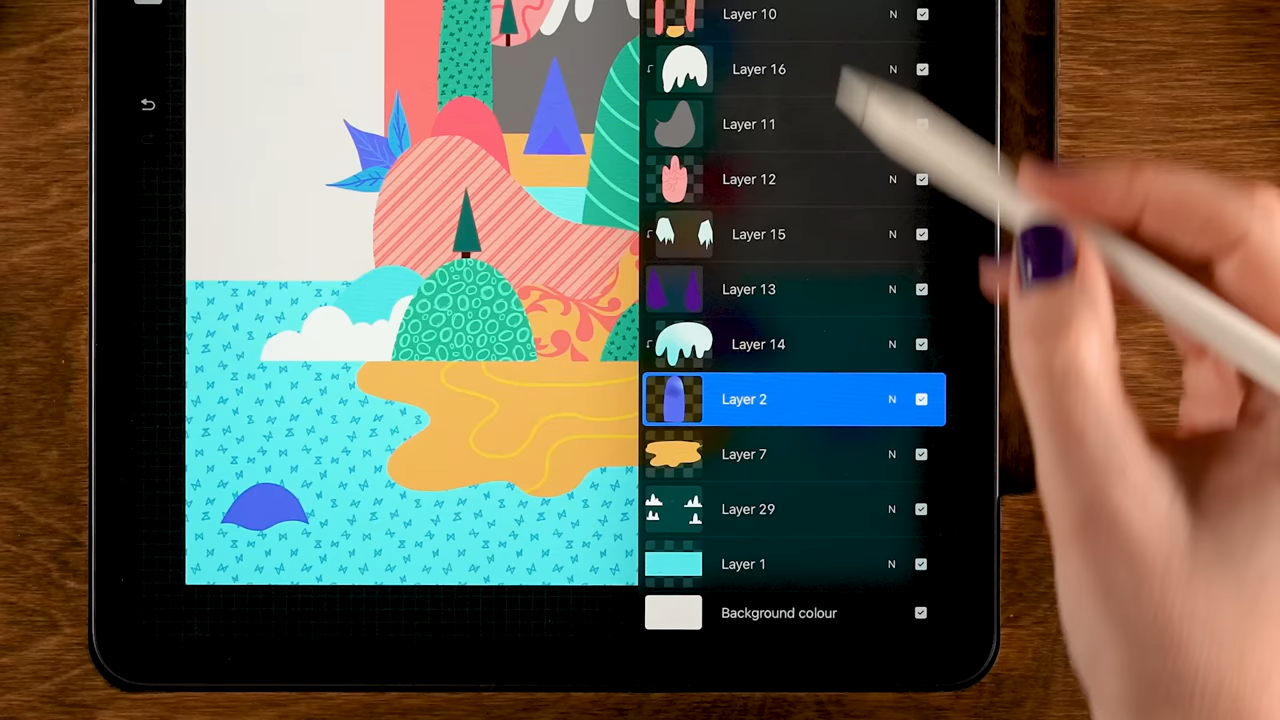 Layer 10 N
Layer 16 N
Layer 11
Layer 12 N
Layer 15 N
Layer 13 N
Layer 14 N
Layer 2 N
Layer 7 N
Layer 29 N
Layer 1 N
Background colour